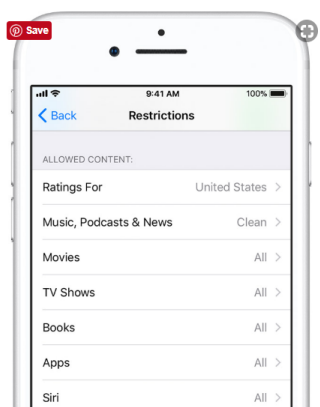 Save
9:41 AM 100%
Back Restrictions
ALLOWED CONTENT:
Ratings For United States
Music, Podcasts & News Clean
Movies All
TV Shows All
Books All
Apps All
Siri All